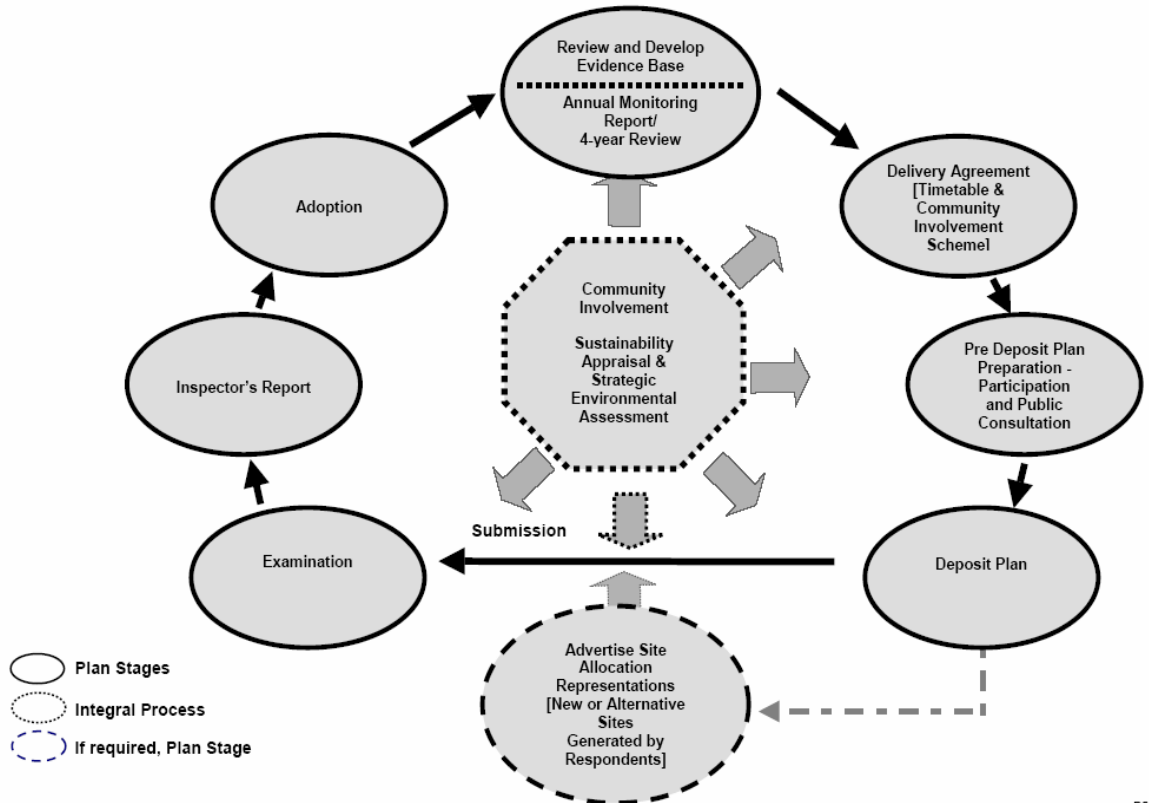 Review and Develop
Evidence Base
Annual Monitoring
Report/
4-year Review
Delivery Agreement
[Timetable &
Community
Involvement
Scheme]
Pre Deposit Plan
Preparation -
Participation
and Public
Consultation
Deposit Plan
Submission
Examination
Inspector's Report
Adoption
Community
Involvement
Sustainability
Appraisal &
Strategic
Environmental
Assessment
Advertise Site
Allocation
Representations
[New or Alternative
Sites
Generated by
Respondents]
Plan Stages
Integral Process
If required, Plan Stage